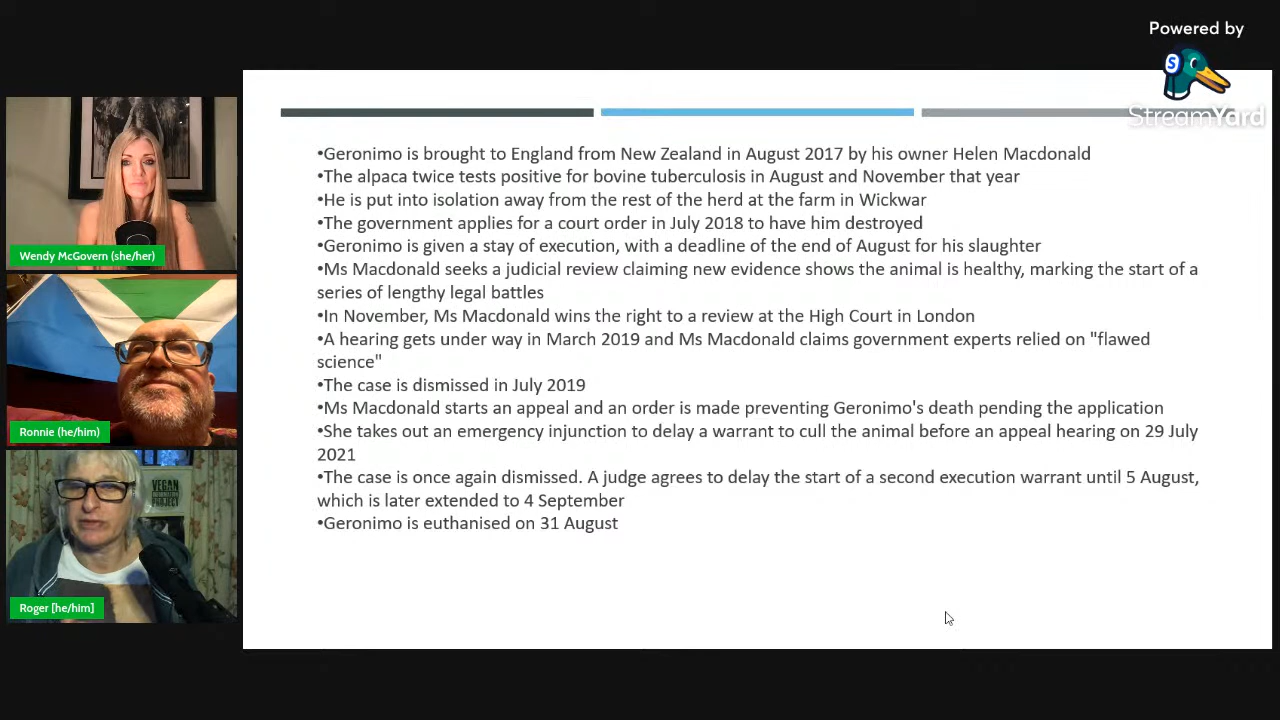 Powered by
S
StreamYard
Wendy McGovern (she/her)
Ronnie (he/him)
VEGAN
INFORMATION
PROJECT
Roger [he/him]
•Geronimo is brought to England from New Zealand in August 2017 by his owner Helen Macdonald
•The alpaca twice tests positive for bovine tuberculosis in August and November that year
•He is put into isolation away from the rest of the herd at the farm in Wickwar
•The government applies for a court order in July 2018 to have him destroyed
•Geronimo is given a stay of execution, with a deadline of the end of August for his slaughter
•Ms Macdonald seeks a judicial review claiming new evidence shows the animal is healthy, marking the start of a
series of lengthy legal battles
•In November, Ms Macdonald wins the right to a review at the High Court in London
•A hearing gets under way in March 2019 and Ms Macdonald claims government experts relied on "flawed
science"
•The case is dismissed in July 2019
•Ms Macdonald starts an appeal and an order is made preventing Geronimo's death pending the application
•She takes out an emergency injunction to delay a warrant to cull the animal before an appeal hearing on 29 July
2021
•The case is once again dismissed. A judge agrees to delay the start of a second execution warrant until 5 August,
which is later extended to 4 September
•Geronimo is euthanised on 31 August